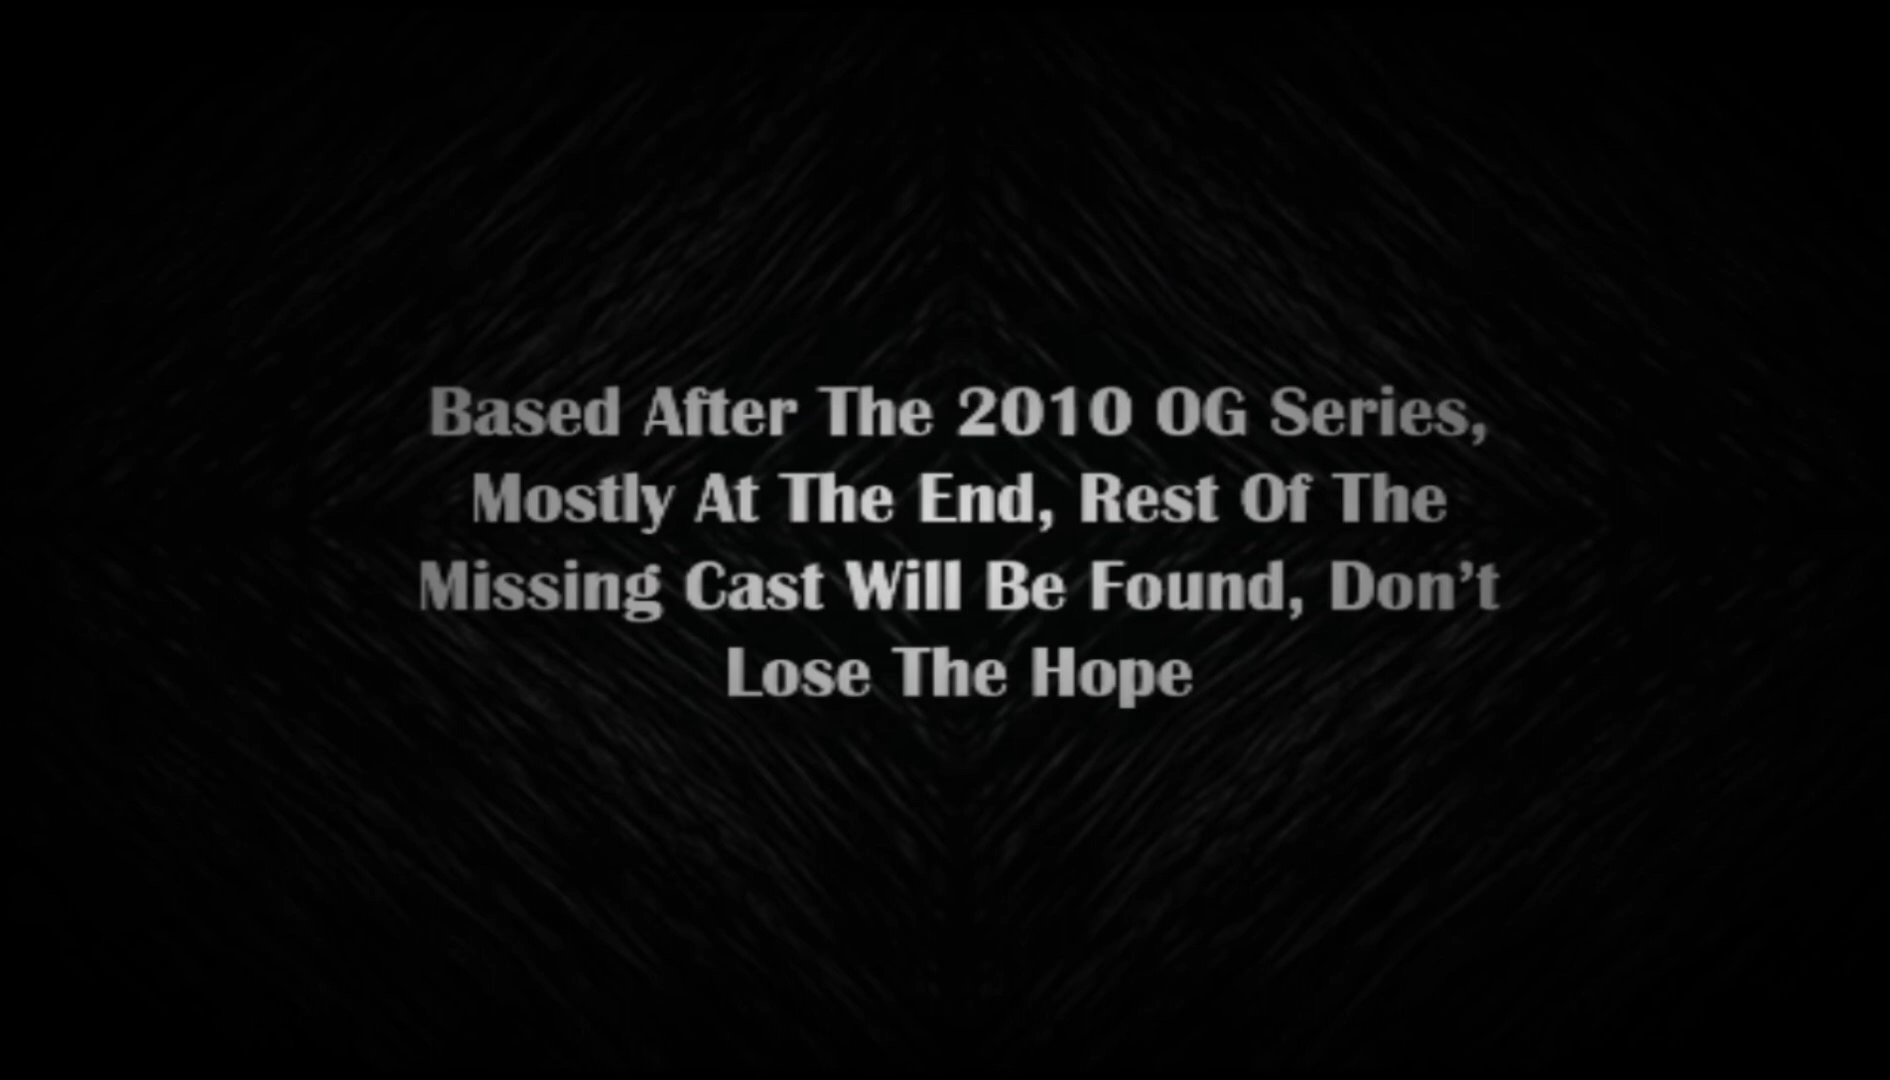 Based After The 2010 OG Series,
Mostly At The End, Rest Of The
Missing Cast Will Be Found, Don’t
Lose The Hope